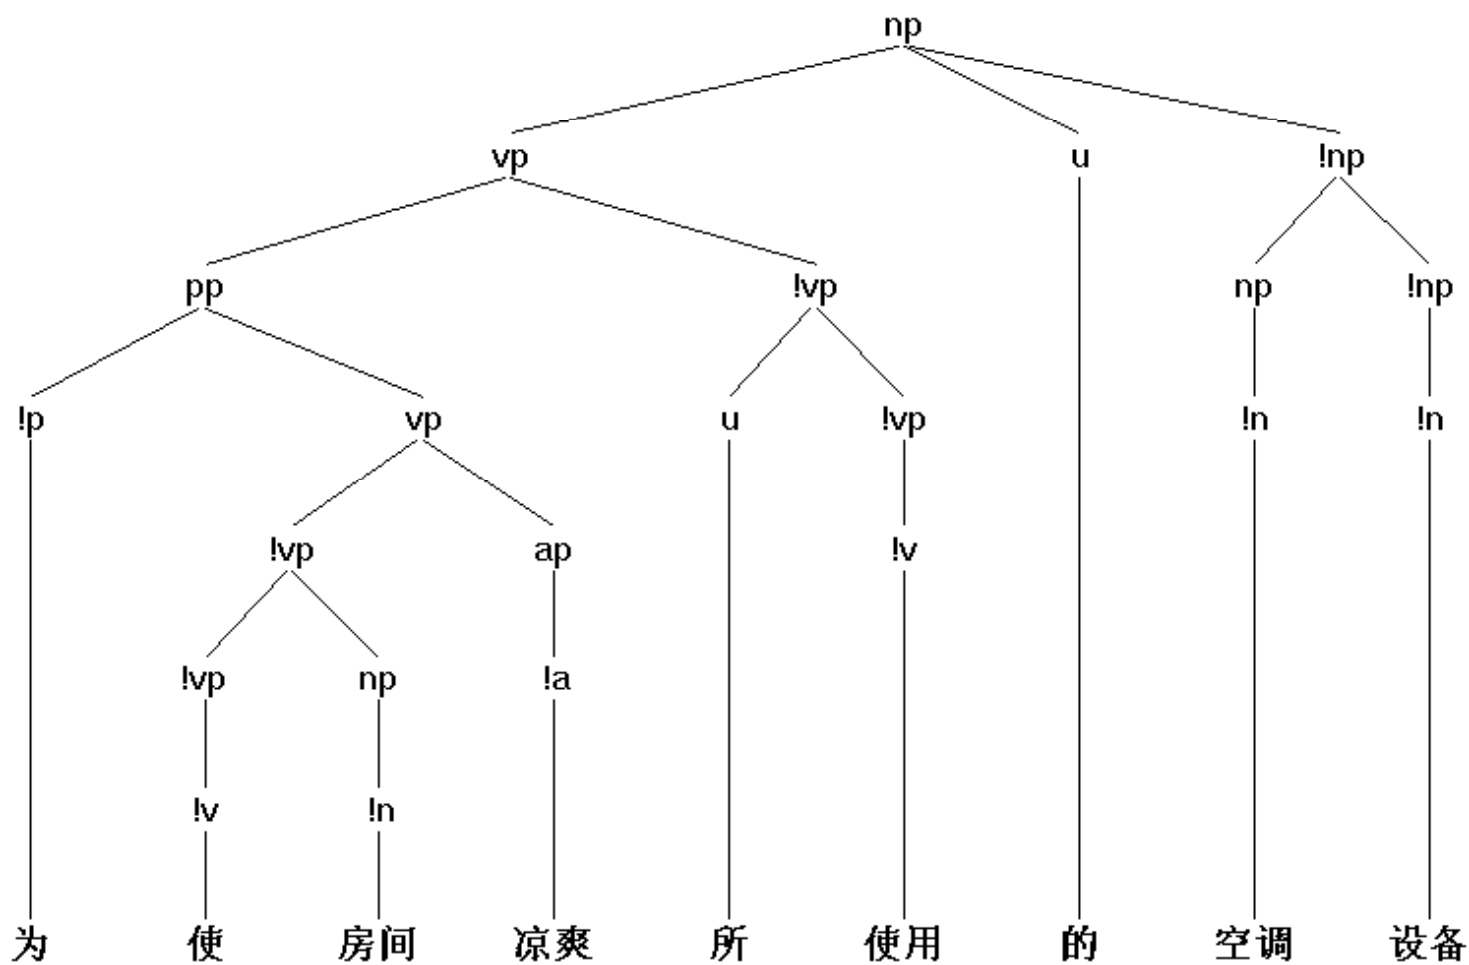 np
vp u !np
pp !vp np !np
!p vp u !vp !n !n
!vp ap !v
!vp np !a
!v !n
为 使 房间 凉爽 所 使用 的 空调 设备